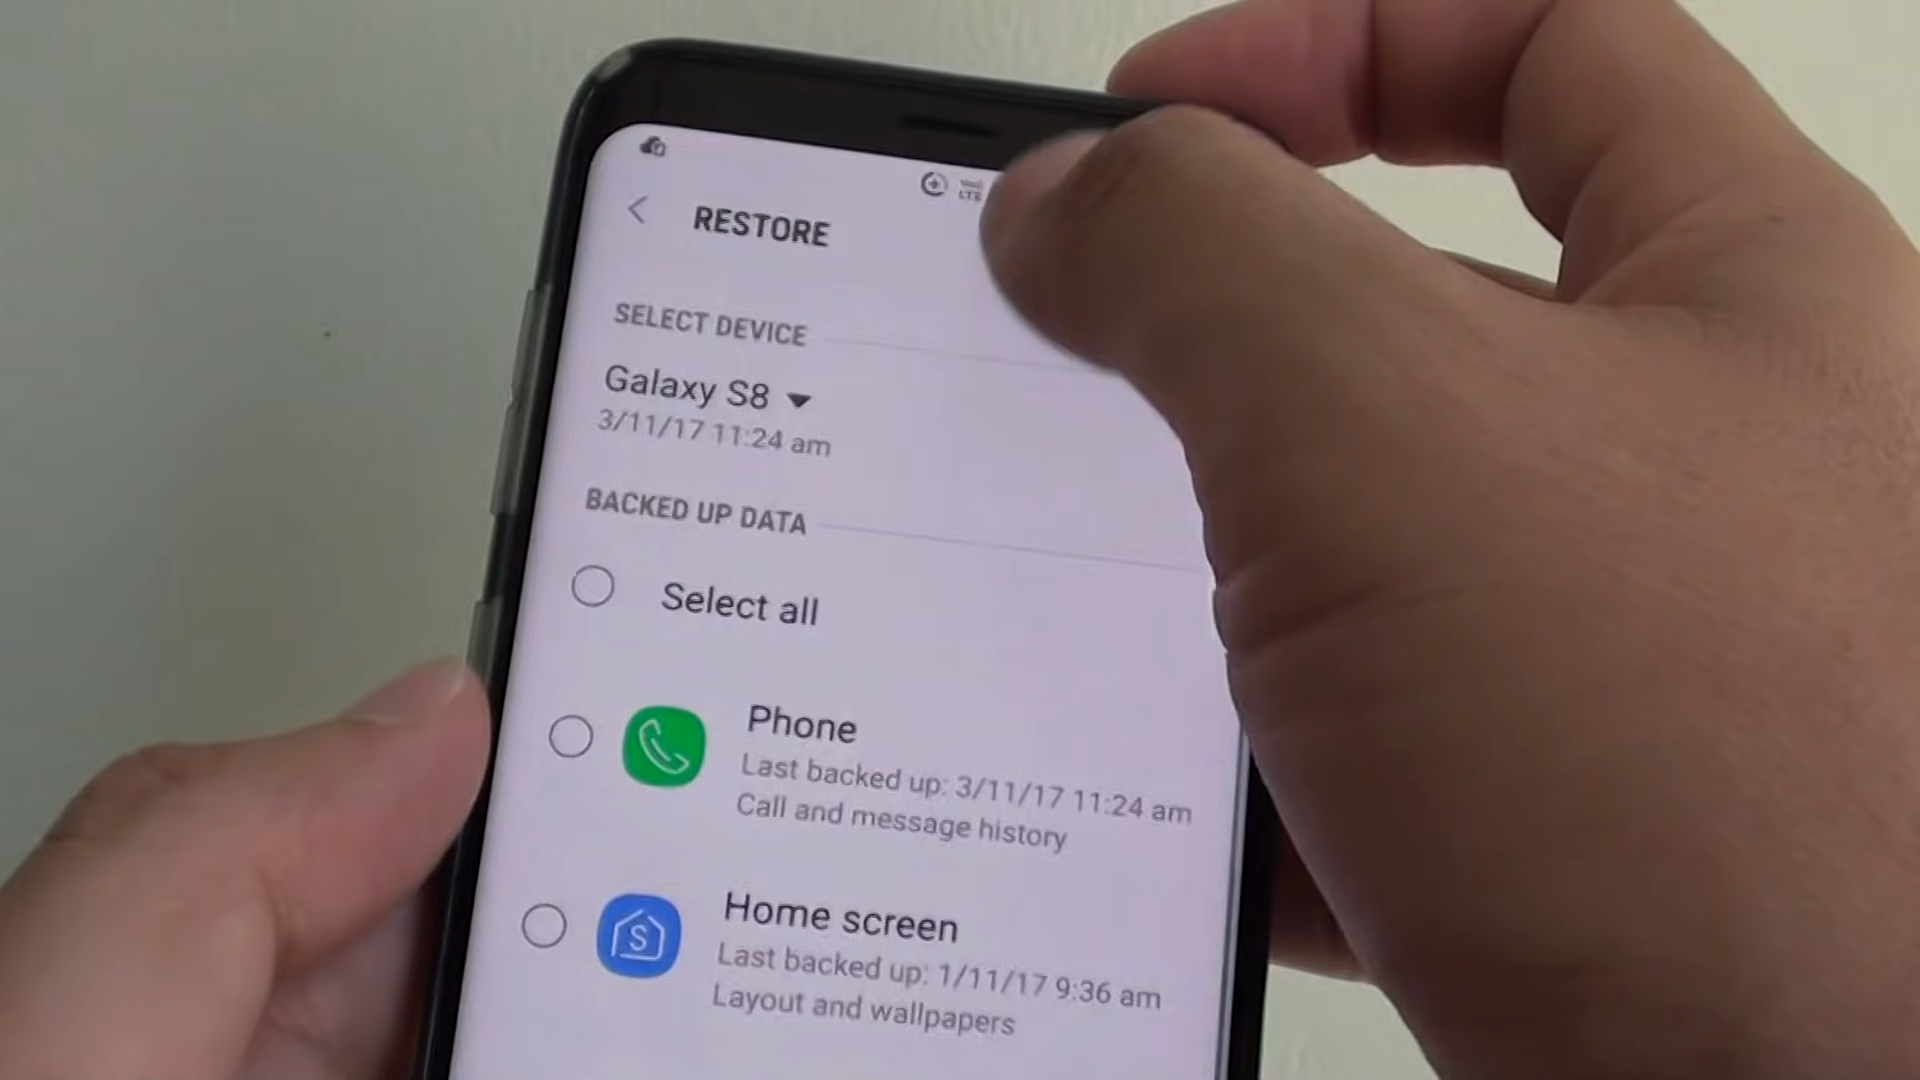 VoLTE
RESTORE
SELECT DEVICE
Galaxy S8
3/11/17 11:24 am
BACKED UP DATA
Select all
Phone
Last backed up: 3/11/17 11:24 am
Call and message history
Home screen
Last backed up: 1/11/17 9:36 am
Layout and wallpapers